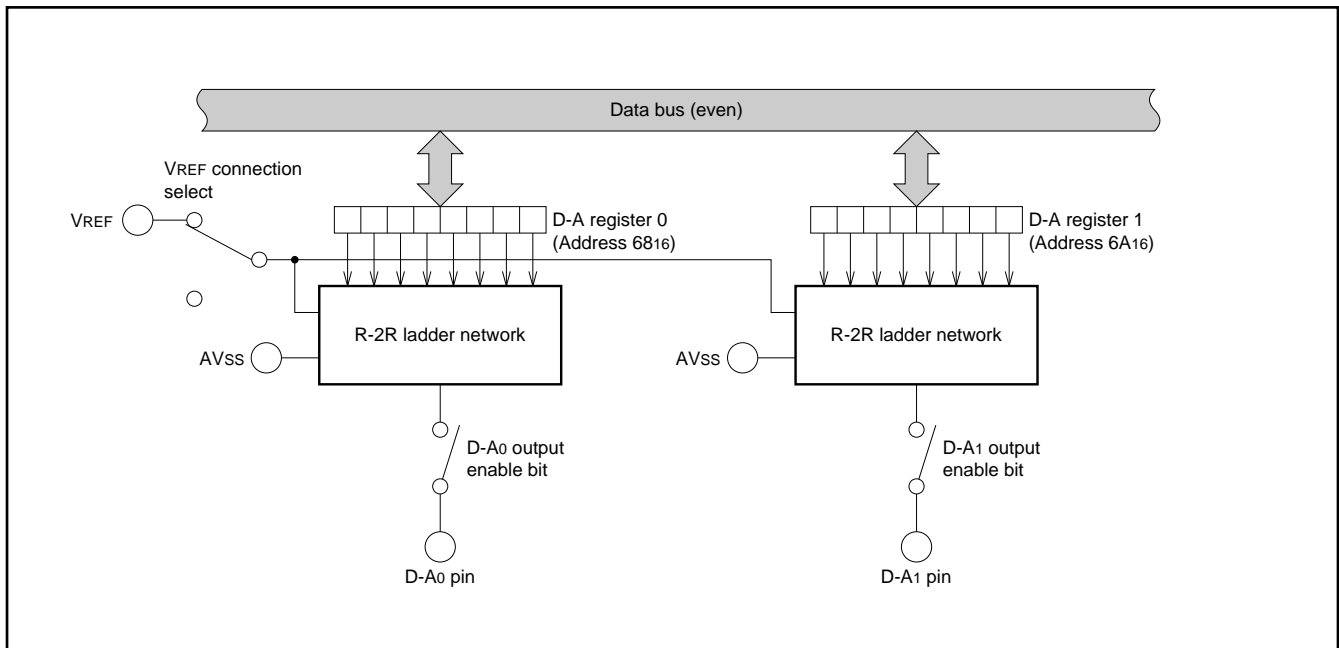 Data bus (even)
VREF connection
select
VREF
D-A register 0
(Address 6816)
D-A register 1
(Address 6A16)
R-2R ladder network
R-2R ladder network
AVSS
AVSS
D-A0 output
enable bit
D-A1 output
enable bit
D-A0 pin
D-A1 pin